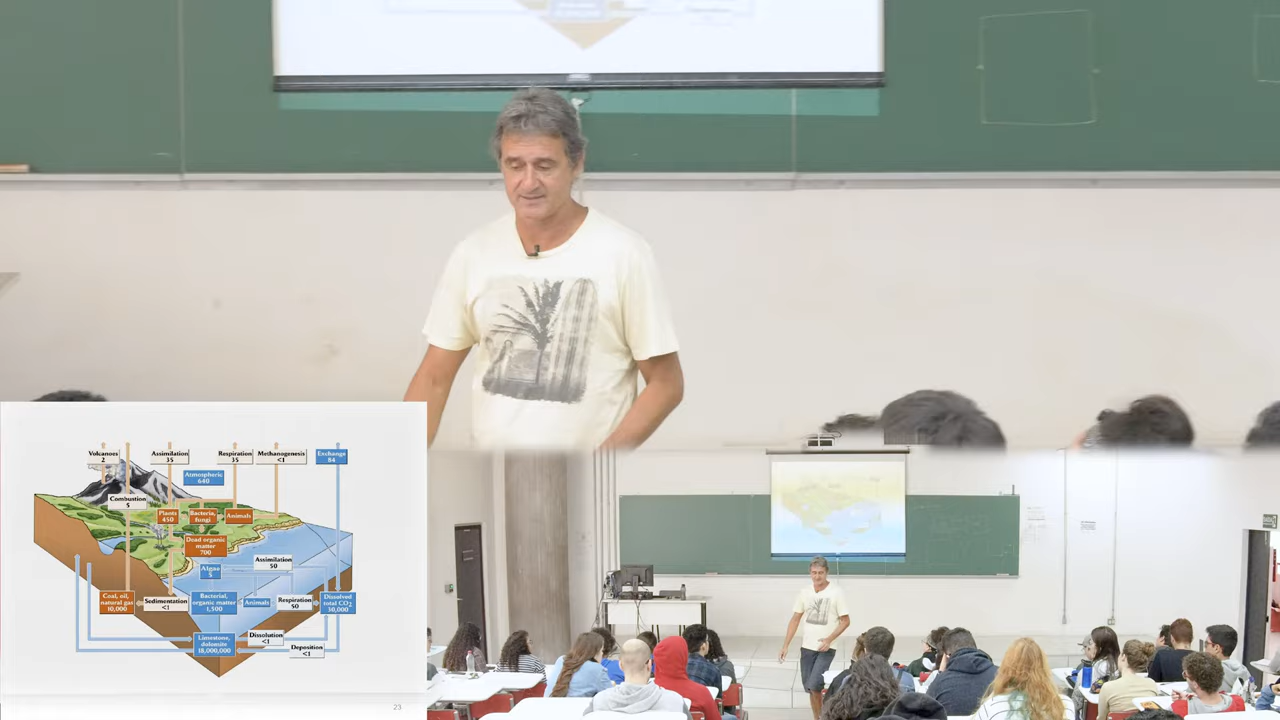 Volcanoes
2
Assimilation
35
Respiration
35
Methanogenesis
<1
Exchange
84
Atmospheric
640
Combustion
5
Plants
450
Bacteria,
fungi
Animals
Dead organic
matter
700
Assimilation
50
Algae
5
Coal, oil,
natural gas
10,000
Sedimentation
<1
Bacterial,
organic matter
1,500
Animals
Respiration
50
Dissolved
total CO2
30,000
Limestone,
dolomite
18,000,000
Dissolution
<1
Deposition
<1
23